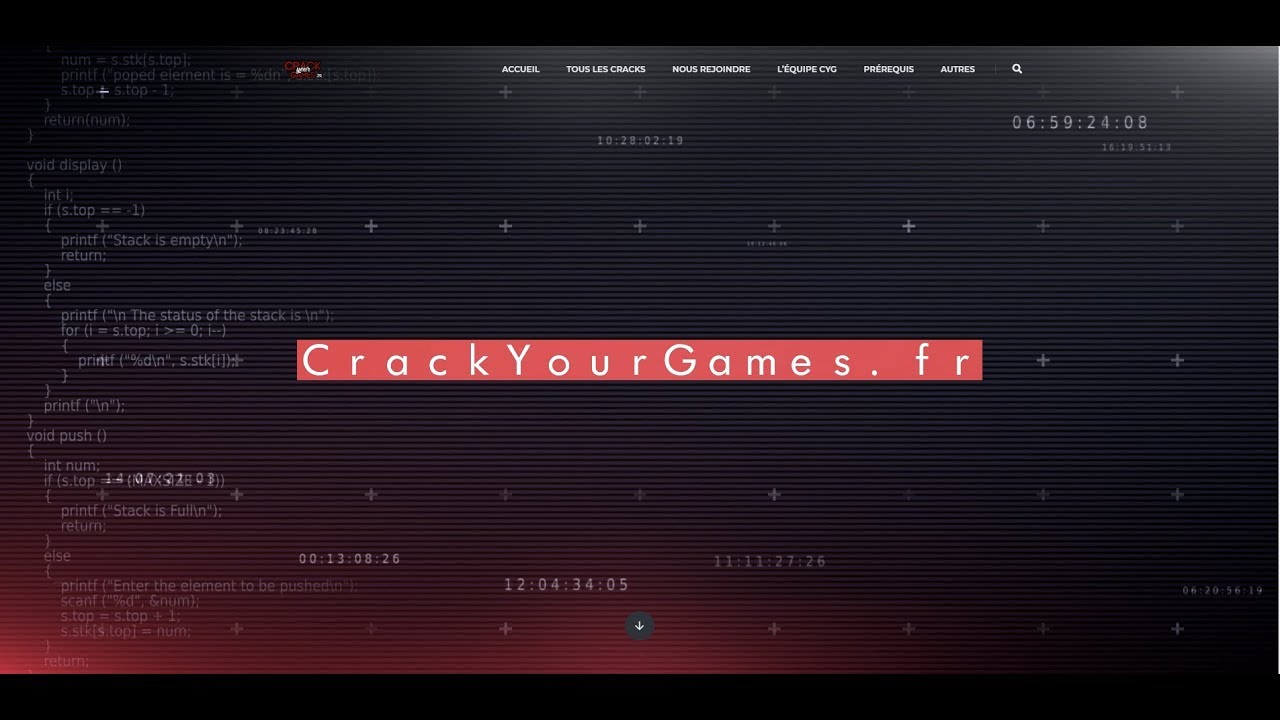 num = s.stk[s.top];
printf ("poped element is = %dn", s.stk[s.top]);
s.top = s.top - 1;
}
return(num);
}
void display ()
{
int i;
if (s.top == -1)
{
printf ("Stack is empty\n");
return;
}
else
{
printf ("\n The status of the stack is \n");
for (i = s.top; i >= 0; i--)
{
printf ("%d\n", s.stk[i]);
}
}
printf ("\n");
}
void push ()
{
int num;
if (s.top == (MAXSIZE - 1))
{
printf ("Stack is Full\n");
return;
}
else
{
printf ("Enter the element to be pushed\n");
scanf ("%d", &num);
s.top = s.top + 1;
s.stk[s.top] = num;
}
return;
CRACK
your
GAMES
ACCUEIL TOUS LES CRACKS NOUS REJOINDRE L'ÉQUIPE CYG PRÉREQUIS AUTRES
06:59:24:08
10:28:02:19
16:19:51:13
08:23:45:20
CrackYourGames.fr
14:07:21:03
00:13:08:26
11:11:27:26
12:04:34:05
06:20:56:19